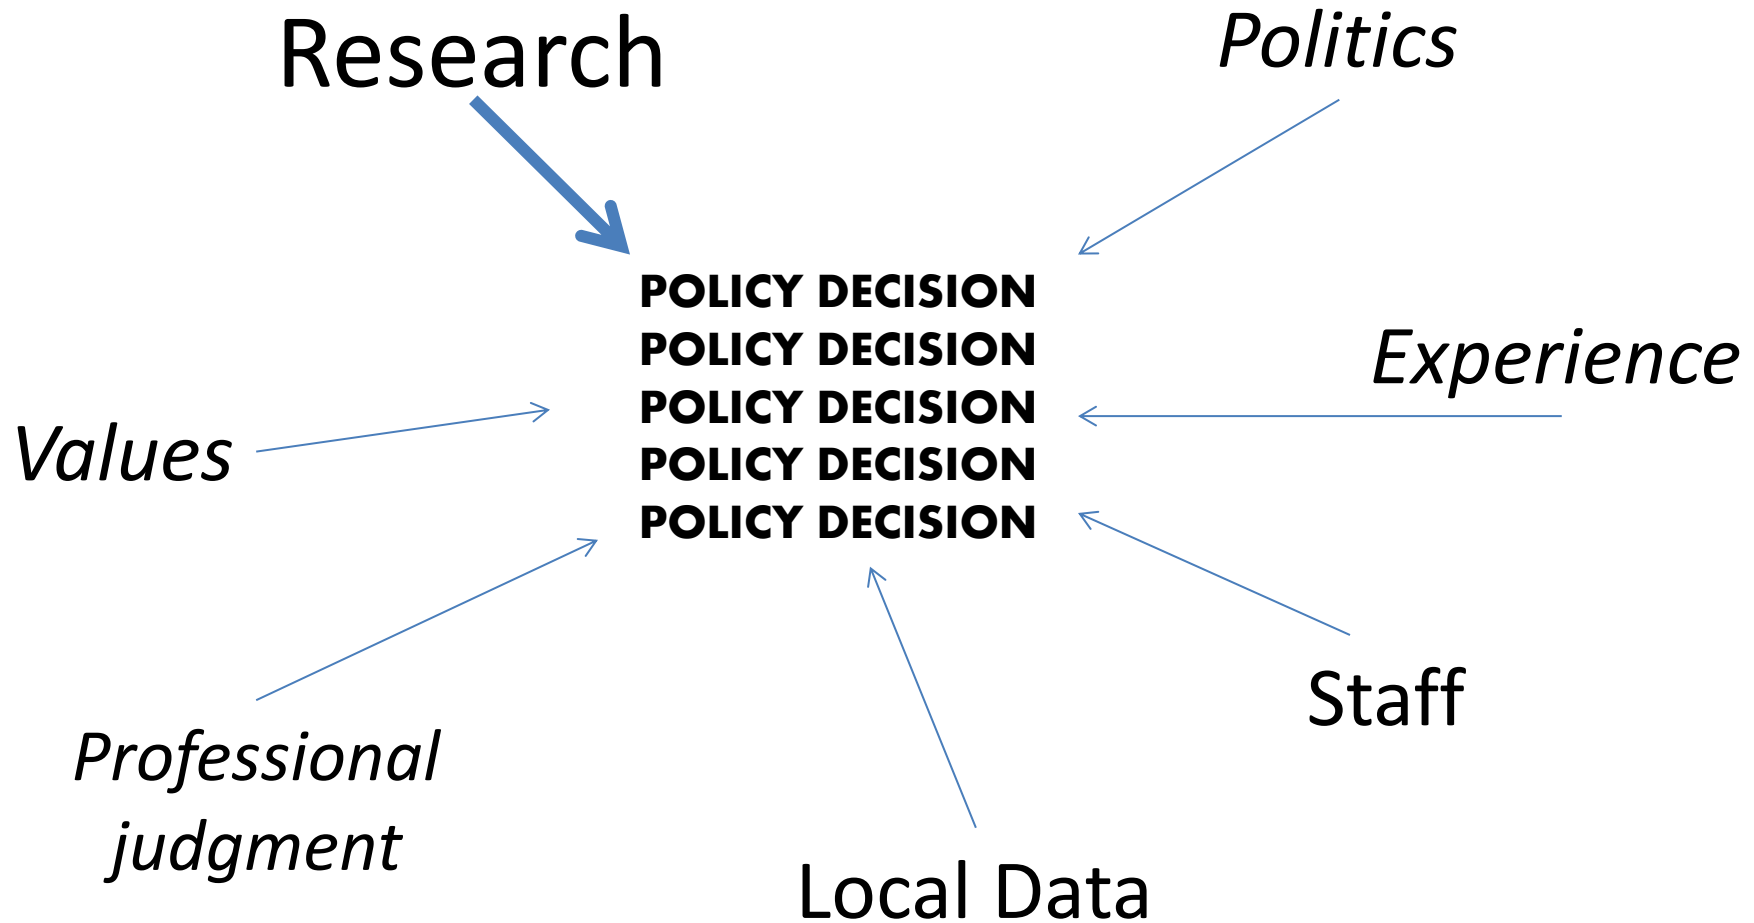 Research
Politics
POLICY DECISION
POLICY DECISION
POLICY DECISION
POLICY DECISION
POLICY DECISION
Experience
Values
Staff
Professional
judgment
Local Data